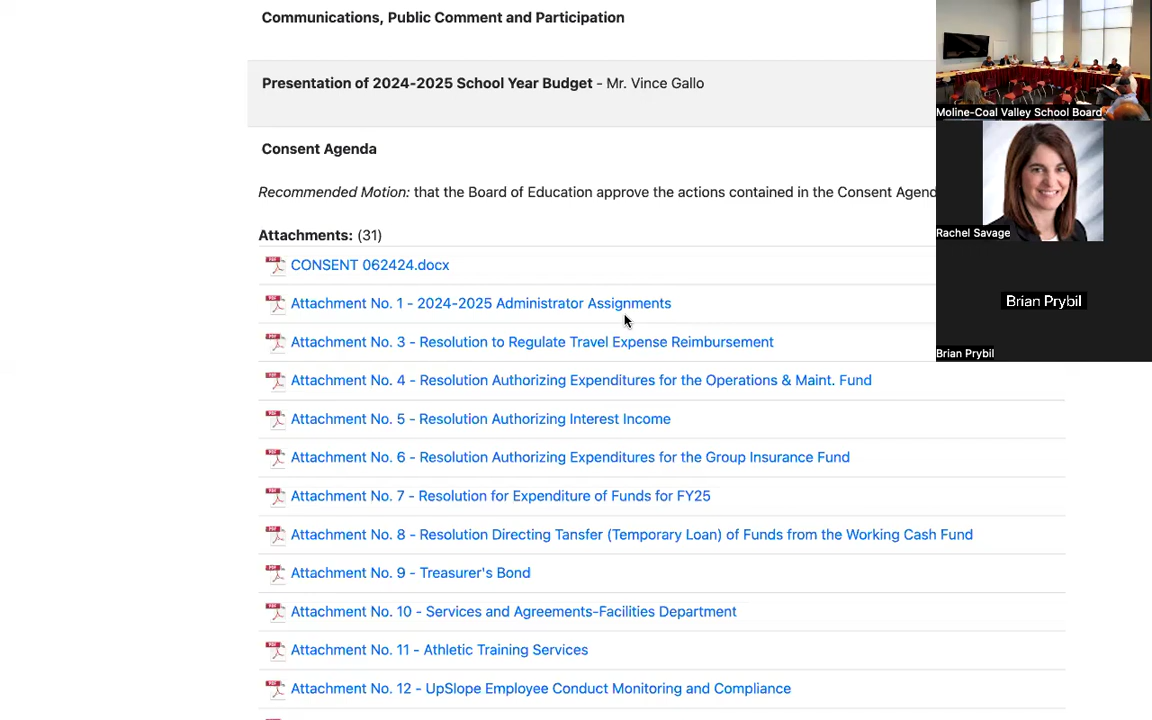 Communications, Public Comment and Participation
Presentation of 2024-2025 School Year Budget - Mr. Vince Gallo
Consent Agenda
Recommended Motion: that the Board of Education approve the actions contained in the Consent Agend
Attachments: (31)
CONSENT 062424.docx
Attachment No. 1 - 2024-2025 Administrator Assignments
Attachment No. 3 - Resolution to Regulate Travel Expense Reimbursement
Attachment No. 4 - Resolution Authorizing Expenditures for the Operations & Maint. Fund
Attachment No. 5 - Resolution Authorizing Interest Income
Attachment No. 6 - Resolution Authorizing Expenditures for the Group Insurance Fund
Attachment No. 7 - Resolution for Expenditure of Funds for FY25
Attachment No. 8 - Resolution Directing Tansfer (Temporary Loan) of Funds from the Working Cash Fund
Attachment No. 9 - Treasurer's Bond
Attachment No. 10 - Services and Agreements-Facilities Department
Attachment No. 11 - Athletic Training Services
Attachment No. 12 - UpSlope Employee Conduct Monitoring and Compliance
Moline-Coal Valley School Board
Rachel Savage
Brian Prybil
Brian Prybil